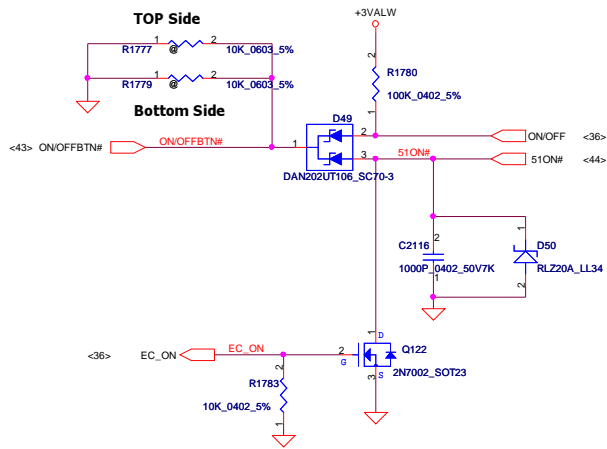 TOP Side
+3VALW
1 2
R1777 @ 10K_0603_5%
1 2
R1779 @ 10K_0603_5%
2
R1780
100K_0402_5%
1
Bottom Side
D49
<43> ON/OFFBTN# ON/OFFBTN# 1 2 ON/OFF <36>
3 51ON# 51ON# <44>
DAN202UT106_SC70-3
2 1
C2116 D50
1000P_0402_50V7K RLZ20A_LL34
1 2
1 D
<36> EC_ON EC_ON 2 G Q122
S 2N7002_SOT23
3
2
R1783
10K_0402_5%
1